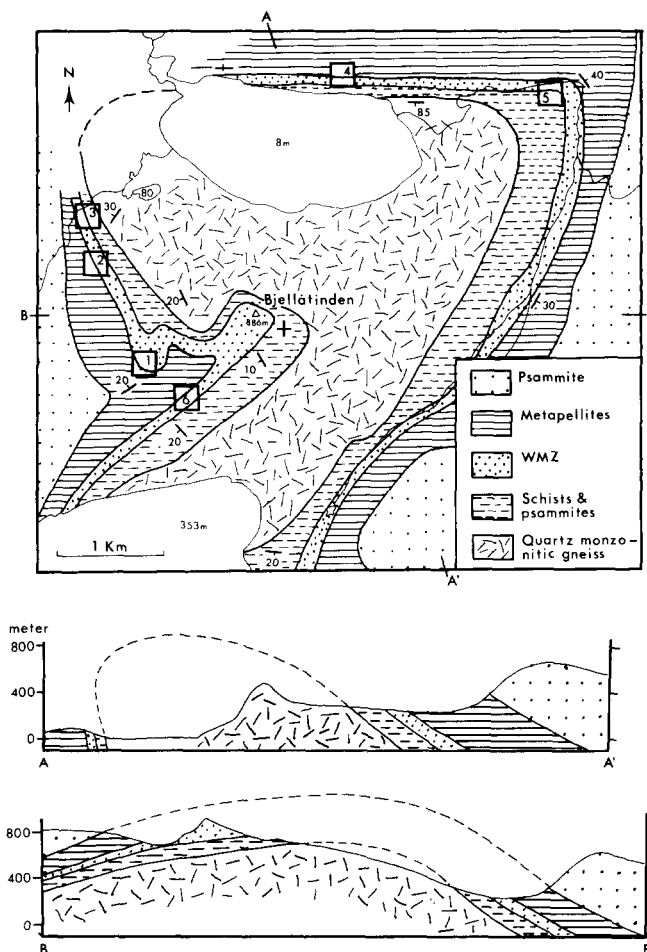 A
N
4
40
5
85
8m
80
30
3
2
20
Bjellåtinden
886m
B
30
1
10
20
6
20
353m
1 Km
20
A'
Psammite
Metapellites
WMZ
Schists &
psammites
Quartz monzo-
nitic gneiss
meter
800
400
0
A
A'
800
400
0
B